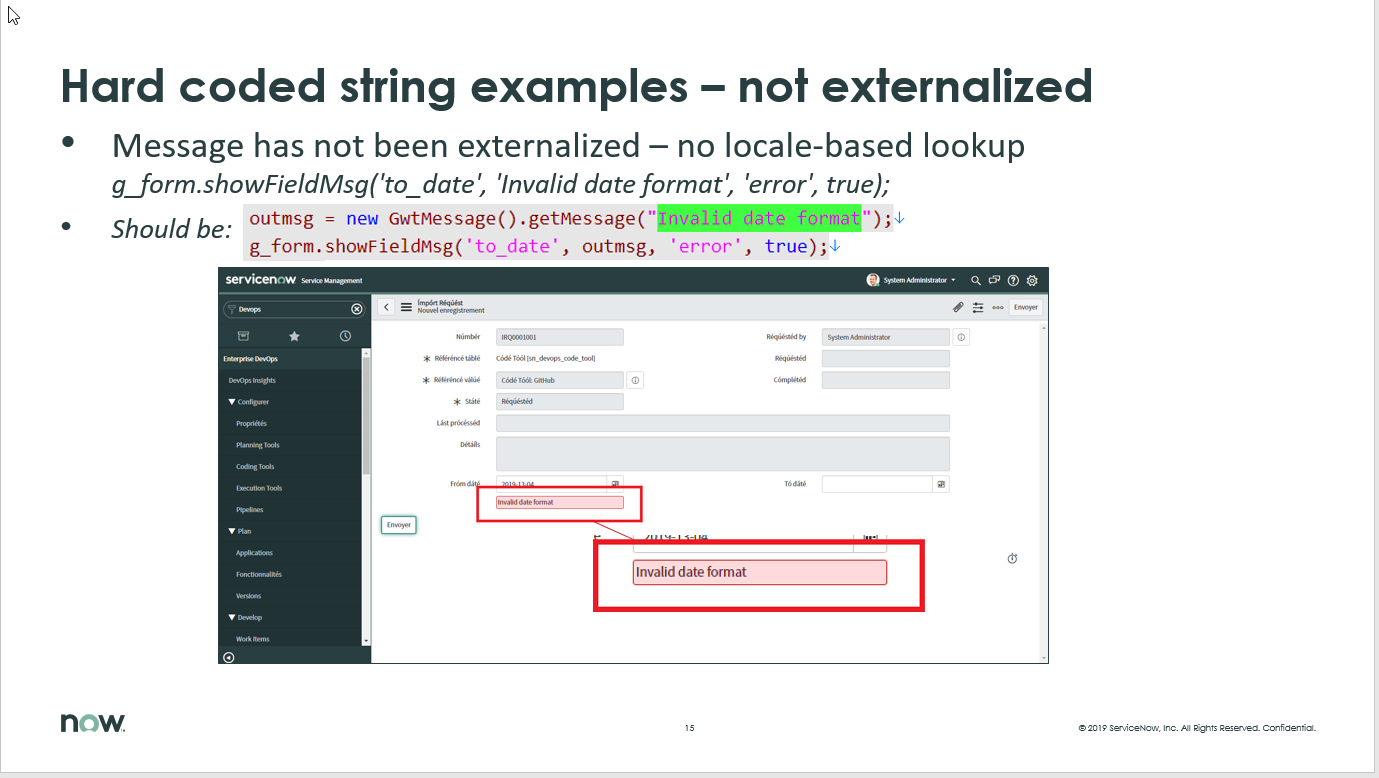 Hard coded string examples – not externalized
• Message has not been externalized – no locale-based lookup
g_form.showFieldMsg('to_date', 'Invalid date format', 'error', true);
• Should be:
outmsg = new GwtMessage().getMessage("Invalid date format");↓
g_form.showFieldMsg('to_date', outmsg, 'error', true);↓
servicenow Service Management
System Administrator
Devops
Enterprise DevOps
DevOps Insights
Configurer
Propriétés
Planning Tools
Coding Tools
Execution Tools
Pipelines
Plan
Applications
Fonctionnalités
Versions
Develop
Work Items
Ïmpórt Réqúést
Nouvel enregistrement
Envoyer
Númbér
IRQ0001001
Réqúéstéd by
System Administrator
Référéncé táblé
Códé Tóól [sn_devops_code_tool]
Réqúéstéd
Référéncé válúé
Códé Tóól: GitHub
Cómplétéd
Státé
Réqúéstéd
Lást prócésséd
Détáïls
Fróm dáté
2019-13-04
Tó dáté
Invalid date format
Envoyer
2019-13-04
Invalid date format
now
15
© 2019 ServiceNow, Inc. All Rights Reserved. Confidential.